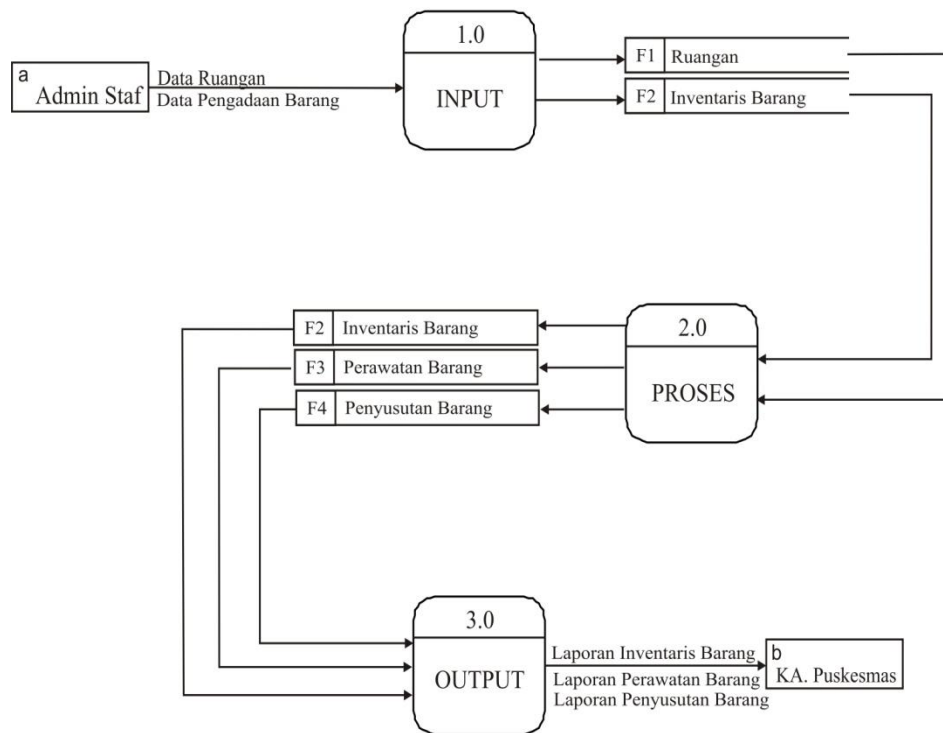 1.0
INPUT
a
Admin Staf
Data Ruangan
Data Pengadaan Barang
F1 Ruangan
F2 Inventaris Barang
F2 Inventaris Barang
F3 Perawatan Barang
F4 Penyusutan Barang
2.0
PROSES
3.0
OUTPUT
Laporan Inventaris Barang
Laporan Perawatan Barang
Laporan Penyusutan Barang
b
KA. Puskesmas